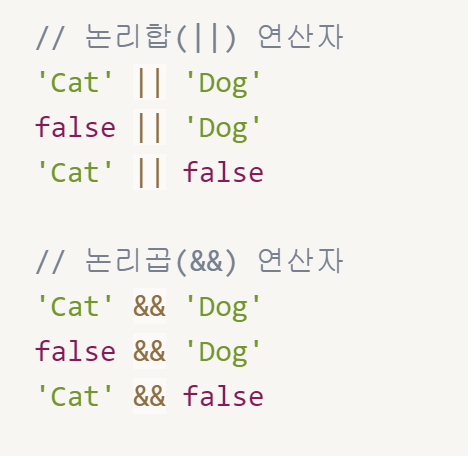 // 논리합(||) 연산자
'Cat' || 'Dog'
false || 'Dog'
'Cat' || false
// 논리곱(&&) 연산자
'Cat' && 'Dog'
false && 'Dog'
'Cat' && false